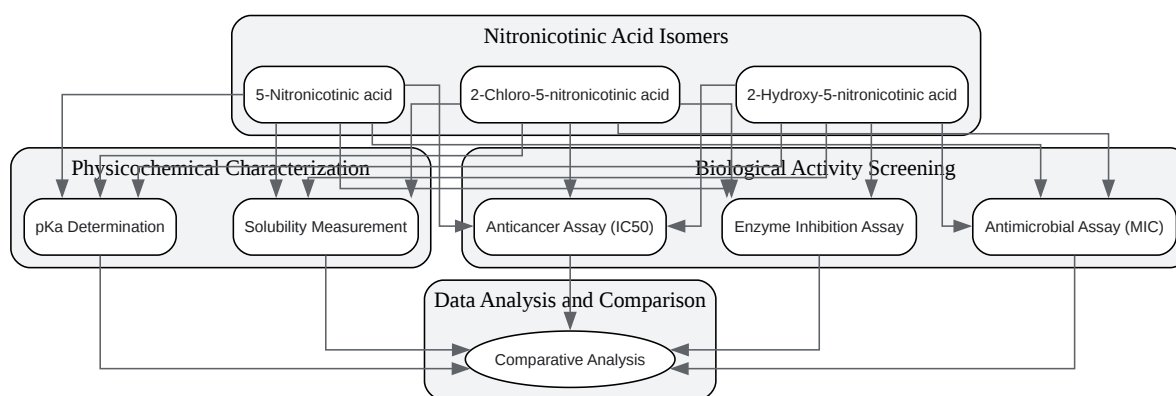 Nitronicotinic Acid Isomers
5-Nitronicotinic acid
2-Chloro-5-nitronicotinic acid
2-Hydroxy-5-nitronicotinic acid
Physicochemical Characterization
Biological Activity Screening
pKa Determination
Solubility Measurement
Anticancer Assay (IC50)
Enzyme Inhibition Assay
Antimicrobial Assay (MIC)
Data Analysis and Comparison
Comparative Analysis